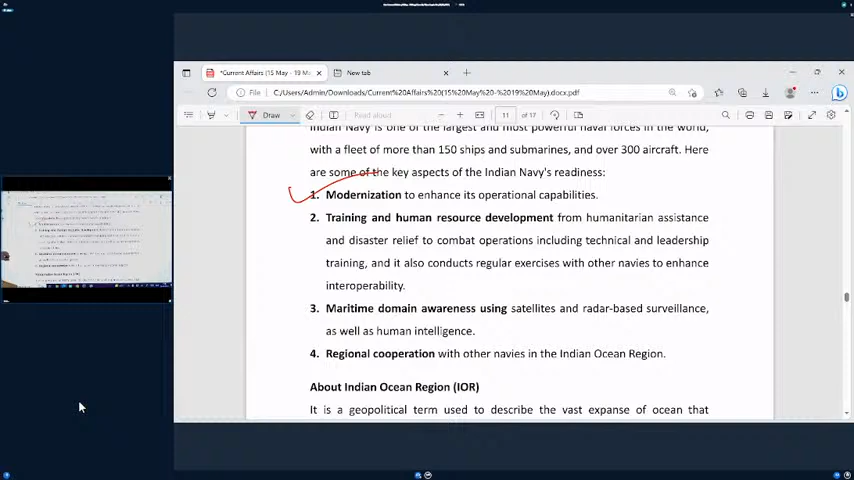 *Current Affairs (15 May - 19 M
New tab
File C:/Users/Admin/Downloads/Current%20Affairs%20(15%20May%20-%2019%20May).docx.pdf
Draw Read aloud 11 of 17
Indian Navy is one of the largest and most powerful naval forces in the world,
with a fleet of more than 150 ships and submarines, and over 300 aircraft. Here
are some of the key aspects of the Indian Navy's readiness:
1. Modernization to enhance its operational capabilities.
2. Training and human resource development from humanitarian assistance
and disaster relief to combat operations including technical and leadership
training, and it also conducts regular exercises with other navies to enhance
interoperability.
3. Maritime domain awareness using satellites and radar-based surveillance,
as well as human intelligence.
4. Regional cooperation with other navies in the Indian Ocean Region.
About Indian Ocean Region (IOR)
It is a geopolitical term used to describe the vast expanse of ocean that